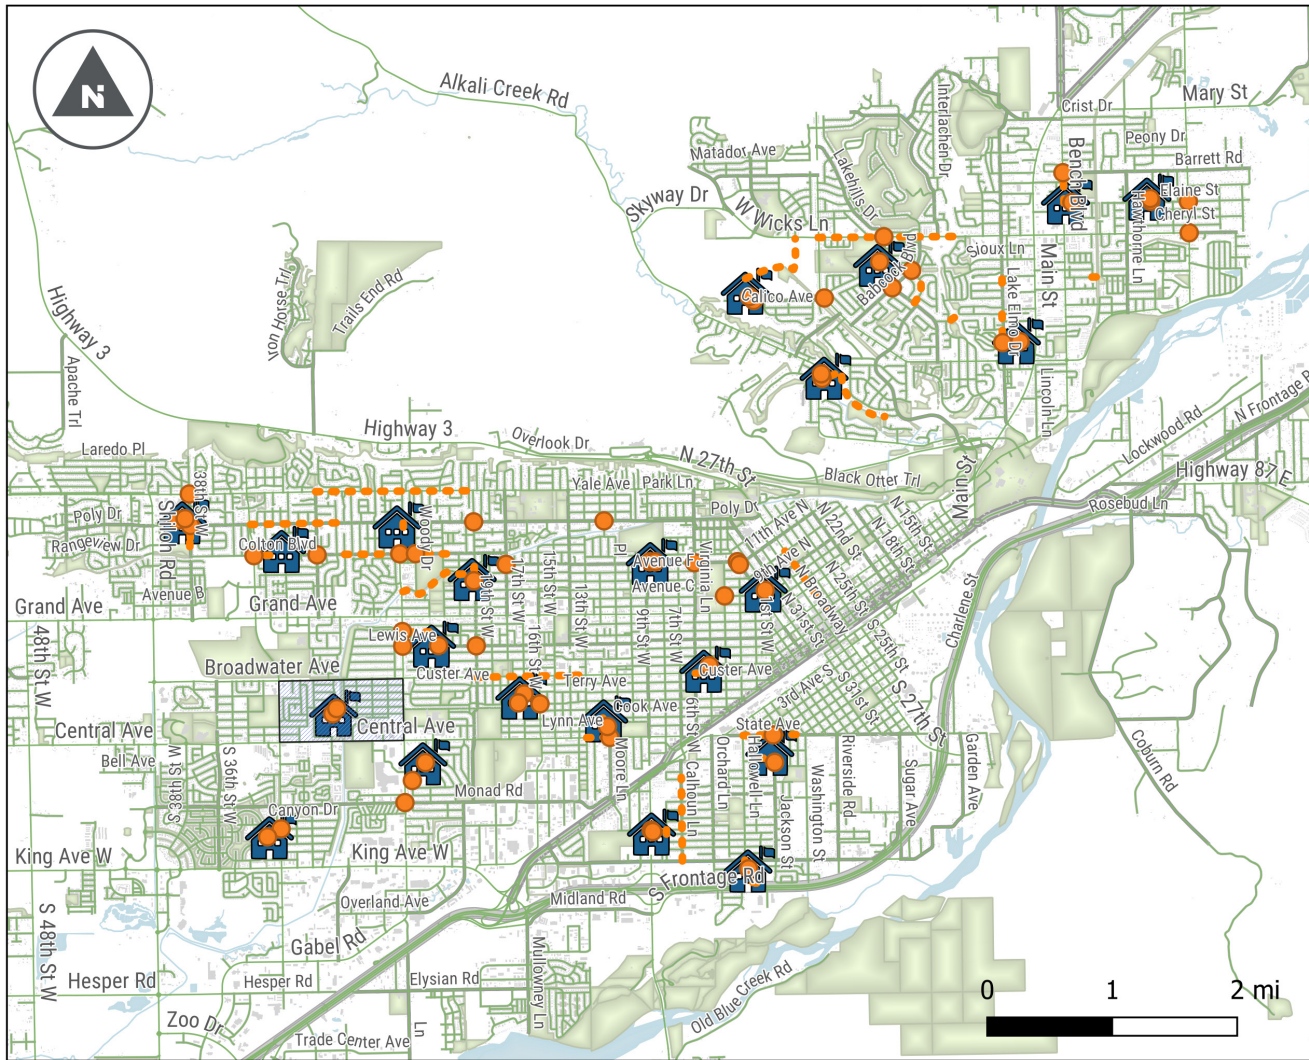 N
Alkali Creek Rd
Mary St
Crist Dr
Interlachen Dr
Peony Dr
Matador Ave
Bench Blvd
Barrett Rd
Lakehills Dr
Skyway Dr
Elaine St
W Wicks Ln
Cheryl St
Hawthorne Ln
Sioux Ln
Main St
Babcock Blvd
Iron Horse Trl
Trails End Rd
Calico Ave
Lake Elmo Dr
Highway 3
Apache Trl
Lincoln Ln
N Frontage R
Lockwood Rd
Highway 3
Overlook Dr
Laredo Pl
N 27th St
Main St
Highway 87 E
Black Otter Trl
Yale Ave
Park Ln
38th St W
Rosebud Ln
Poly Dr
Poly D
11th Ave N
N 22nd St
N 15th St
N 18th St
Shiloh Rd
Woody Dr
Rangeview Dr
Colton Blvd
Pl
Avenue F
9th Ave N
Virginia Ln
17th St W
15th St W
13th St W
19th St W
Avenue C
N Broadway
N 25th St
Avenue B
Grand Ave
Grand Ave
Charlene St
N 31st St
1st St W
9th St W
7th St W
S 25th St
48th St W
Lewis Ave
16th St W
Broadwater Ave
Custer Ave
Custer Ave
Terry Ave
3rd Ave S
S 31st St
S 27th St
Cook Ave
6th St W
Lynn Ave
Central Ave
Central Ave
State Ave
Bell Ave
S 38th St W
S 36th St W
Moore Ln
Calhoun Ln
Orchard Ln
Hallowell Ln
Riverside Rd
Garden Ave
Sugar Ave
Coburn Rd
Washington St
Jackson St
Monad Rd
Canyon Dr
King Ave W
King Ave W
S Frontage Rd
Midland Rd
Overland Ave
S 48th St W
Gabel Rd
Mullowney Ln
Hesper Rd
Hesper Rd
Elysian Rd
Old Blue Creek Rd
0 1 2 mi
Zoo Dr
Ln
Trade Center Ave